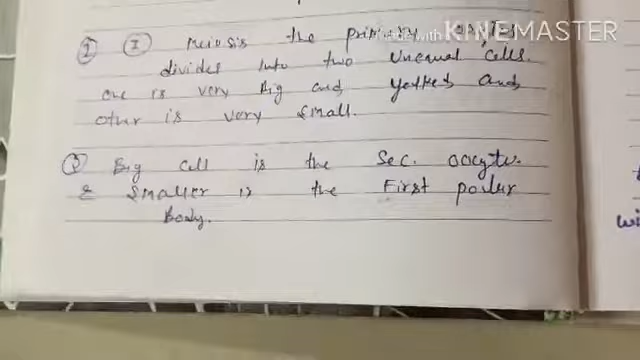 ① Ⓘ Meiosis the primary
KINEMASTER
divides into two unequal cells.
one is very Big and yolked and
other is very small.
③ Big cell is the Sec. oocyte.
& smaller is the First polar
Body.